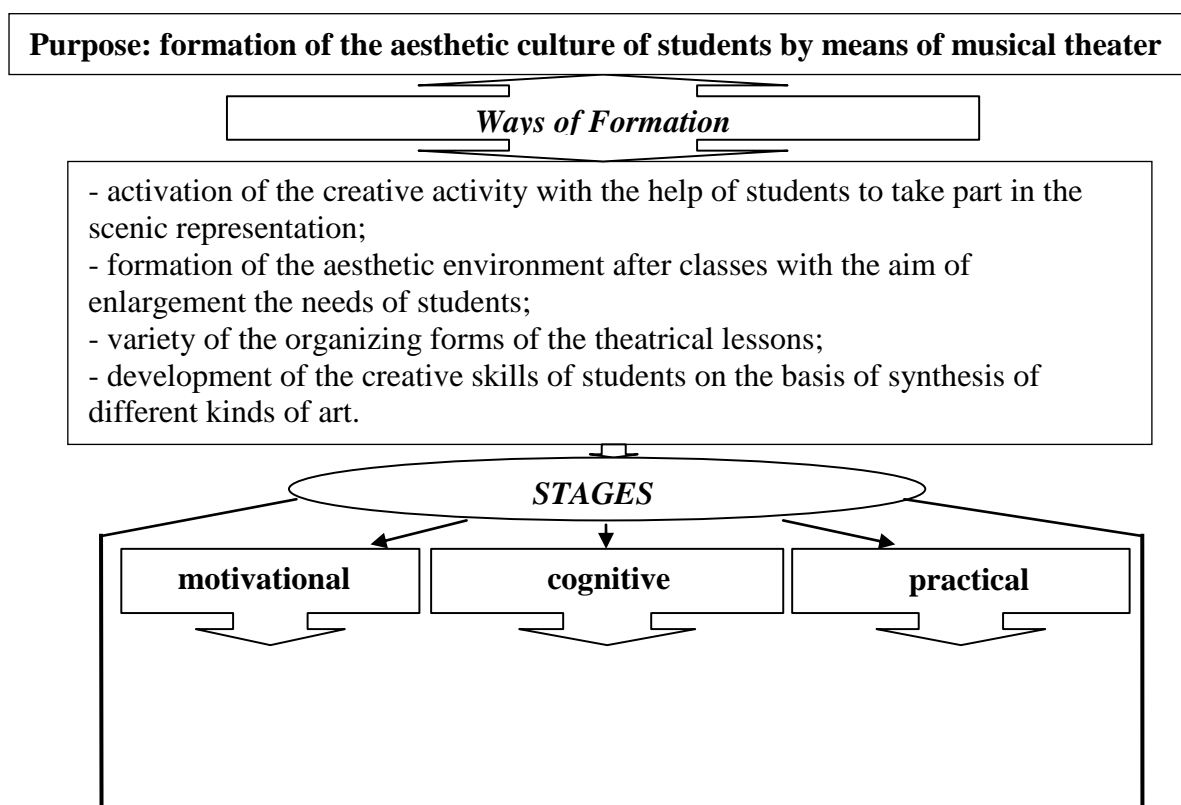 Purpose: formation of the aesthetic culture of students by means of musical theater
Ways of Formation
- activation of the creative activity with the help of students to take part in the
scenic representation;
- formation of the aesthetic environment after classes with the aim of
enlargement the needs of students;
- variety of the organizing forms of the theatrical lessons;
- development of the creative skills of students on the basis of synthesis of
different kinds of art.
STAGES
motivational
cognitive
practical